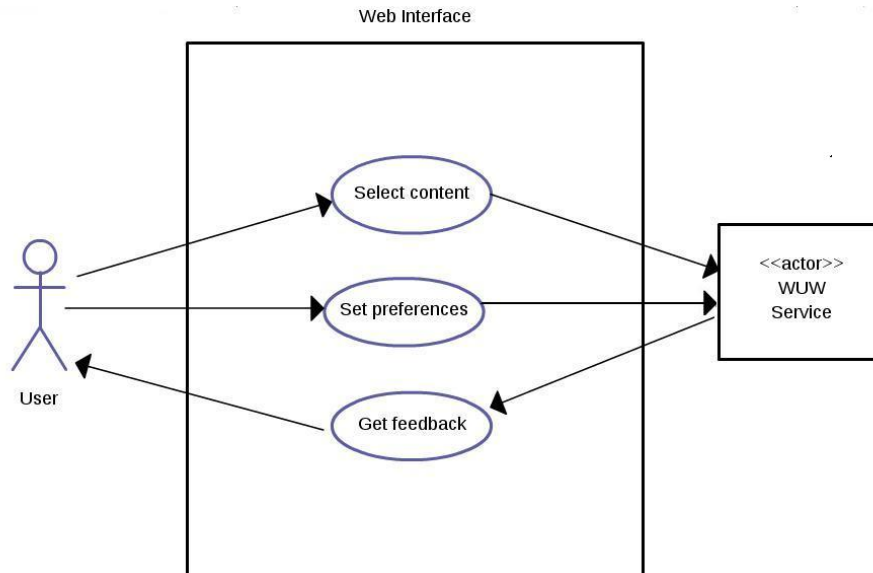 Web Interface
Select content
<<actor>>
WUW
Service
Set preferences
User
Get feedback